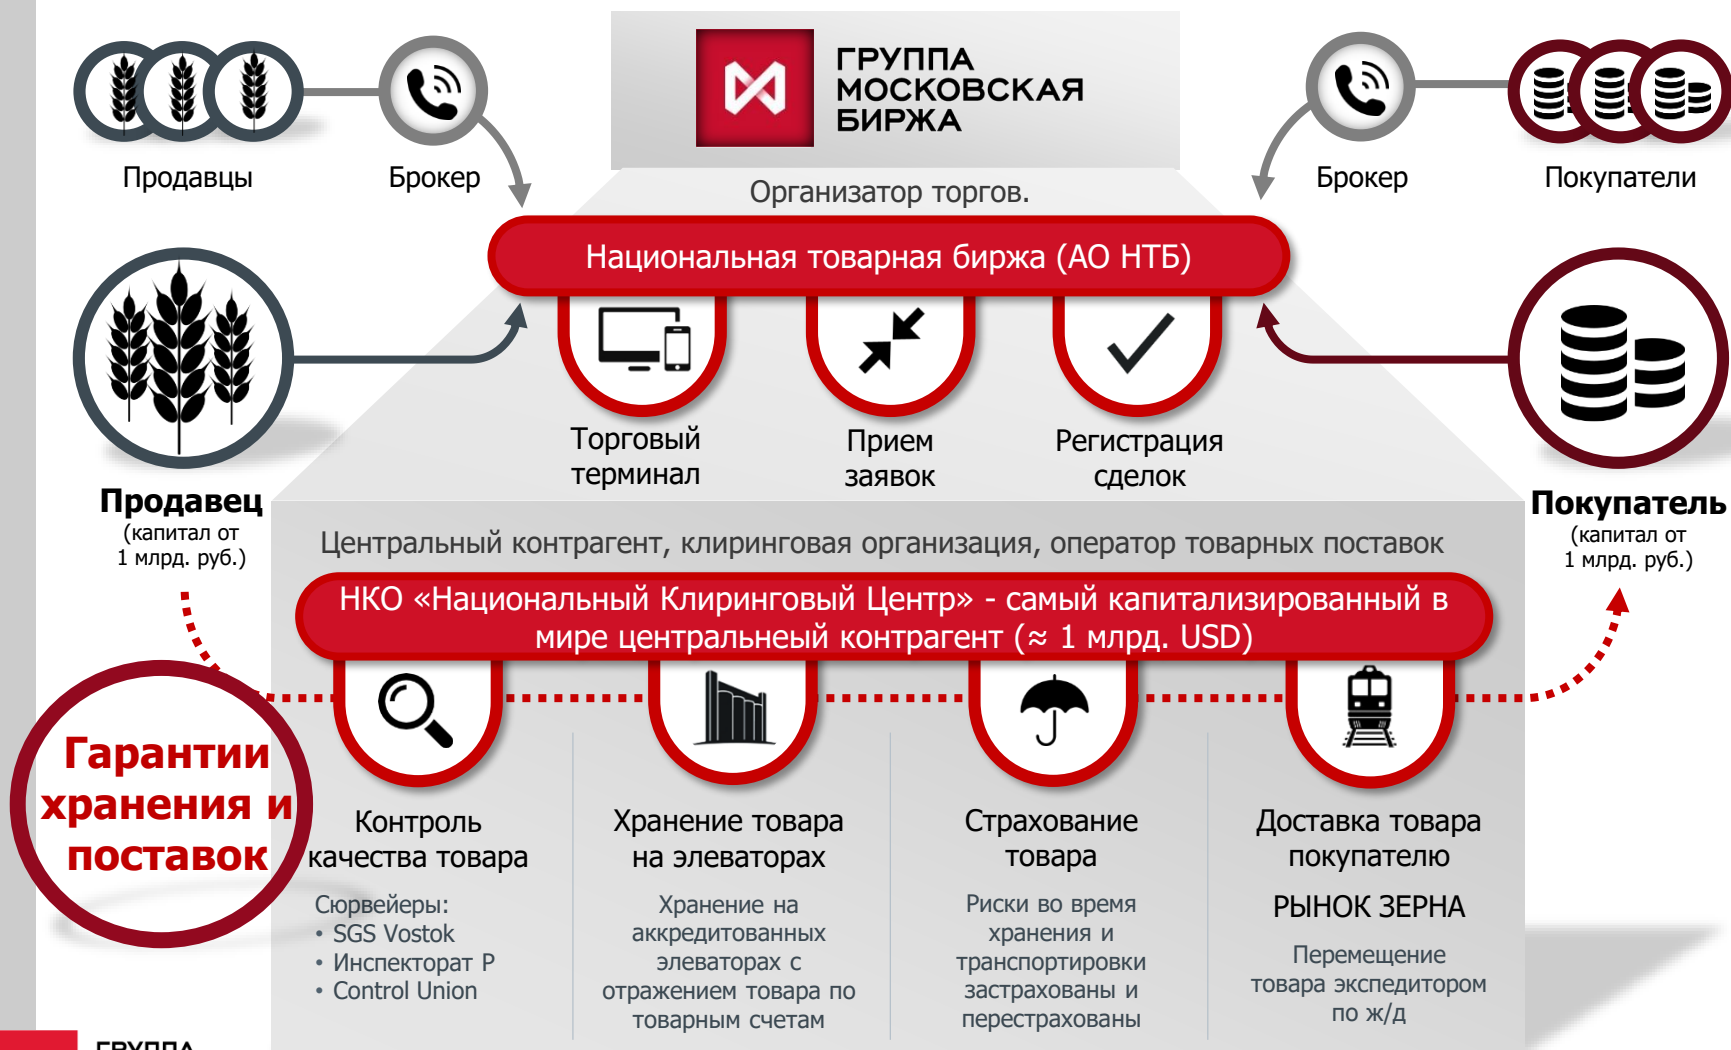 ГРУППА
МОСКОВСКАЯ
БИРЖА
Продавцы
Брокер
Брокер
Покупатели
Организатор торгов.
Национальная товарная биржа (АО НТБ)
Торговый
терминал
Прием
заявок
Регистрация
сделок
Продавец
(капитал от
1 млрд. руб.)
Покупатель
(капитал от
1 млрд. руб.)
Центральный контрагент, клиринговая организация, оператор товарных поставок
НКО «Национальный Клиринговый Центр» - самый капитализированный в
мире центральнеый контрагент (≈ 1 млрд. USD)
Гарантии
хранения и
поставок
Контроль
качества товара
Сюрвейеры:
• SGS Vostok
• Инспекторат Р
• Control Union
Хранение товара
на элеваторах
Хранение на
аккредитованных
элеваторах с
отражением товара по
товарным счетам
Страхование
товара
Риски во время
хранения и
транспортировки
застрахованы и
перестрахованы
Доставка товара
покупателю
РЫНОК ЗЕРНА
Перемещение
товара экспедитором
по ж/д
ГРУППА